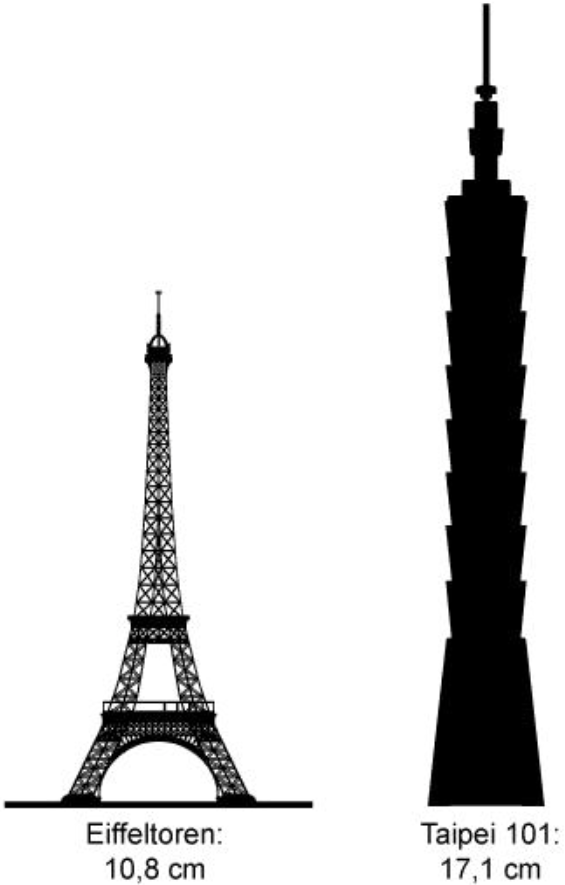 Eiffeltoren:
10,8 cm
Taipei 101:
17,1 cm